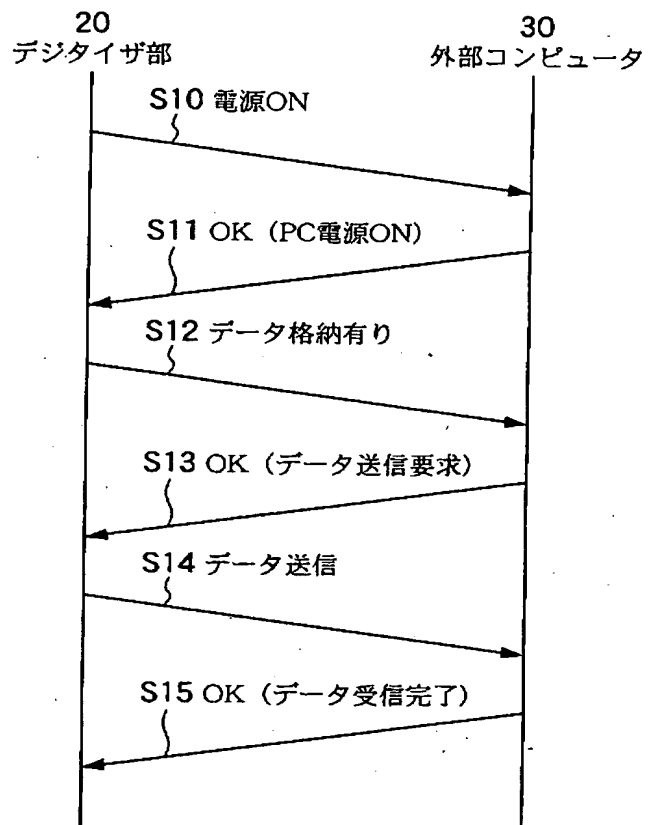 20
デジタイザ部
30
外部コンピュータ
S10 電源ON
S11 OK（PC電源ON）
S12 データ格納有り
S13 OK（データ送信要求）
S14 データ送信
S15 OK（データ受信完了）